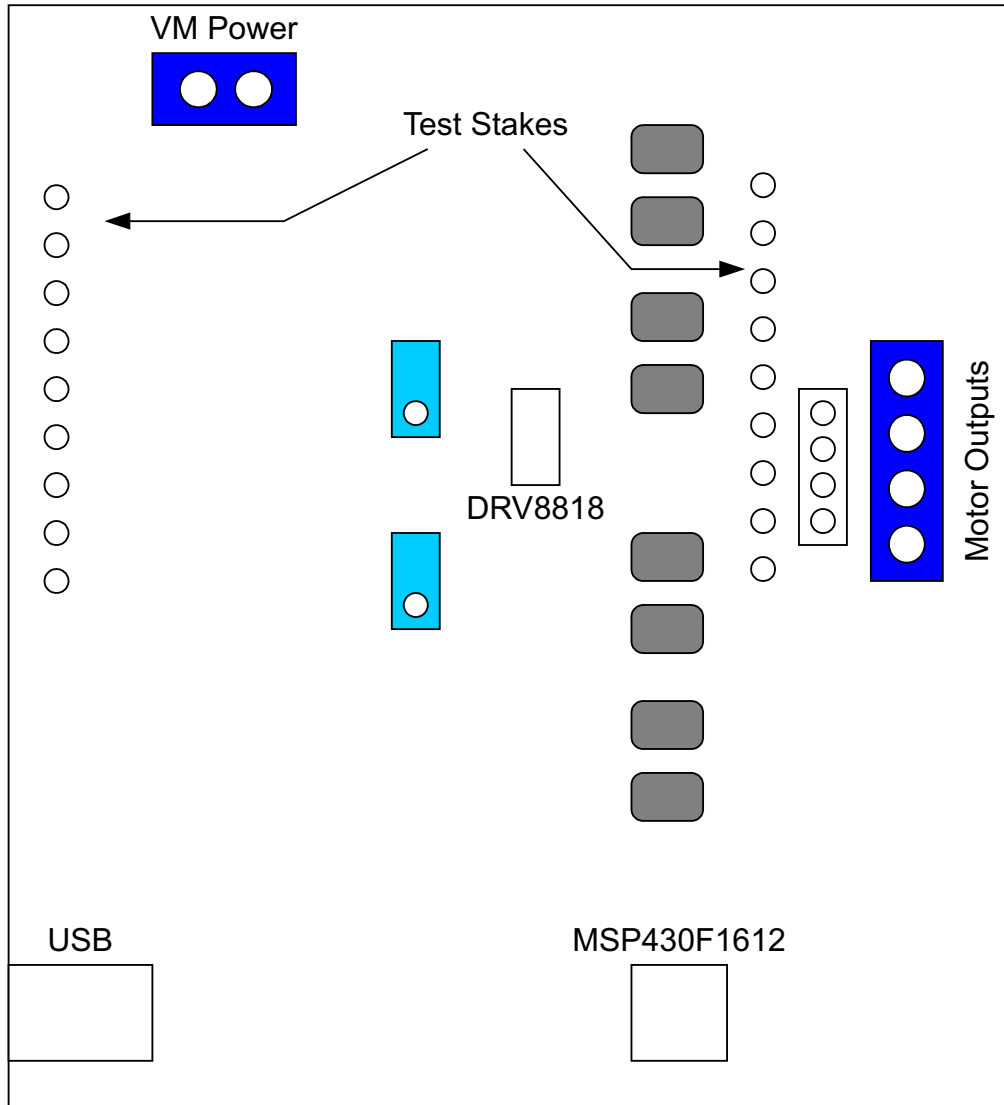 VM Power
Test Stakes
DRV8818
Motor Outputs
USB
MSP430F1612